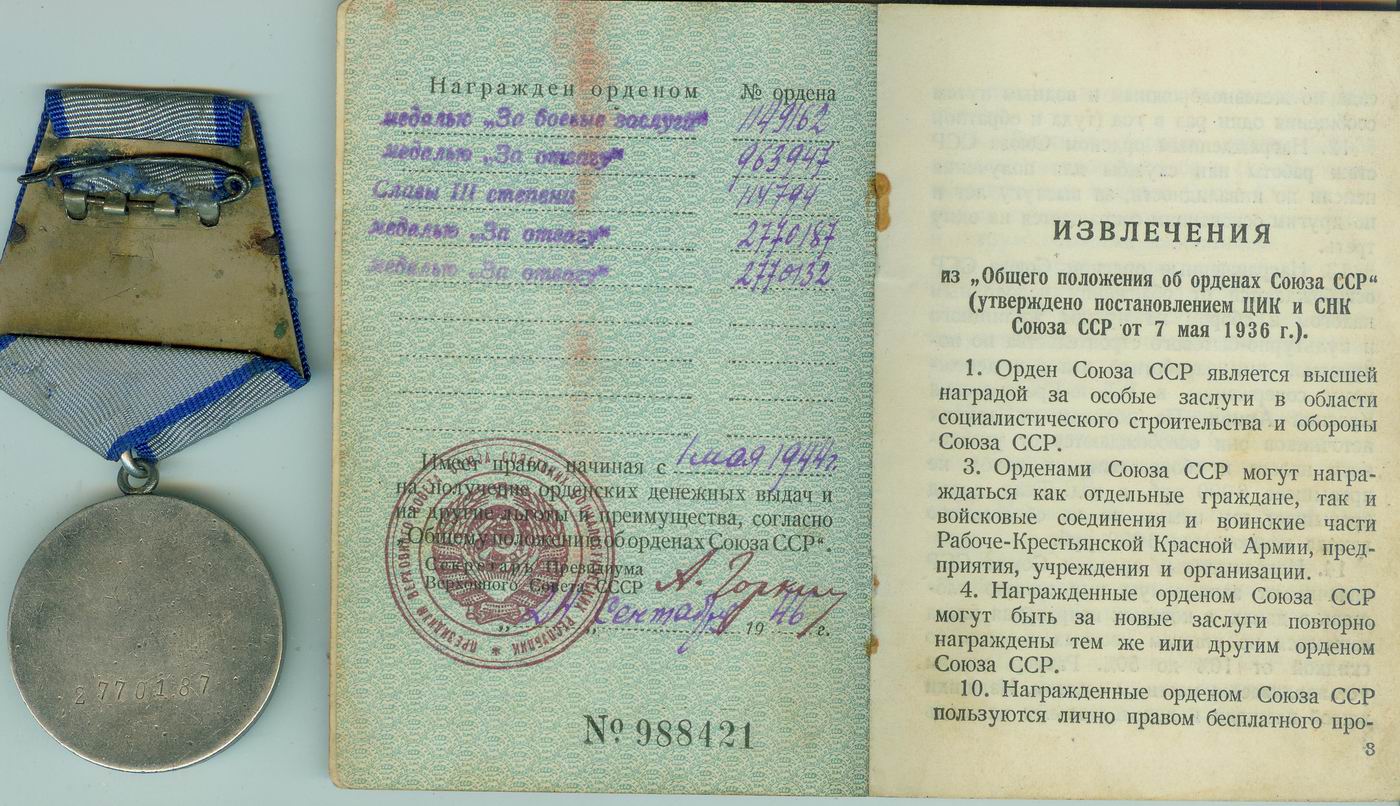 2770187
Награжден орденом № ордена
медалью „За боевые заслуги“ 1149162
медалью „За отвагу“ 963947
Славы III степени 114794
медалью „За отвагу“ 2770187
медалью „За отвагу“ 2770132
Имеет право, начиная с 1 мая 1944 г.
на получение орденских денежных выдач и
на другие льготы и преимущества, согласно
„Общему положению об орденах Союза ССР“.
Секретарь Президиума
Верховного Совета СССР А. Горкин
сентября 1946 г.
№ 988421
ИЗВЛЕЧЕНИЯ
из „Общего положения об орденах Союза ССР“
(утверждено постановлением ЦИК и СНК
Союза ССР от 7 мая 1936 г.).
1. Орден Союза ССР является высшей
наградой за особые заслуги в области
социалистического строительства и обороны
Союза ССР.
3. Орденами Союза ССР могут награ-
ждаться как отдельные граждане, так и
войсковые соединения и воинские части
Рабоче-Крестьянской Красной Армии, пред-
приятия, учреждения и организации.
4. Награжденные орденом Союза ССР
могут быть за новые заслуги повторно
награждены тем же или другим орденом
Союза ССР.
10. Награжденные орденом Союза ССР
пользуются лично правом бесплатного про-
3